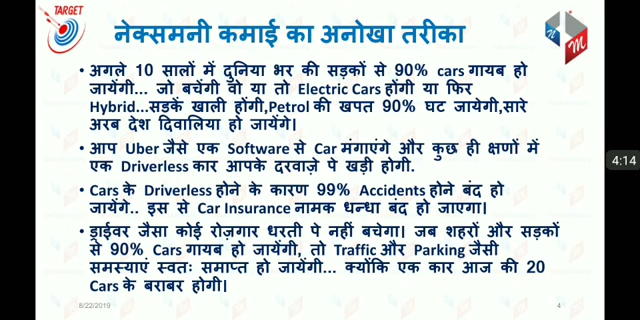 TARGET
नेक्समनी कमाई का अनोखा तरीका
N
M
• अगले 10 सालों में दुनिया भर की सड़कों से 90% cars गायब हो
जायेंगी... जो बचेंगी वो या तो Electric Cars होंगी या फिर
Hybrid...सडकें खाली होंगी,Petrol की खपत 90% घट जायेगी,सारे
अरब देश दिवालिया हो जायेंगे।
• आप Uber जैसे एक Software से Car मंगाएंगे और कुछ ही क्षणों में
एक Driverless कार आपके दरवाज़े पे खड़ी होगी.
• Cars के Driverless होने के कारण 99% Accidents होने बंद हो
जायेंगे.. इस से Car Insurance नामक धन्धा बंद हो जाएगा।
• ड्राईवर जैसा कोई रोज़गार धरती पे नहीं बचेगा। जब शहरों और सड़कों
से 90% Cars गायब हो जायेंगी, तो Traffic और Parking जैसी
समस्याएं स्वतः समाप्त हो जायेंगी... क्योंकि एक कार आज की 20
Cars के बराबर होगी।
8/22/2019
4
4:14